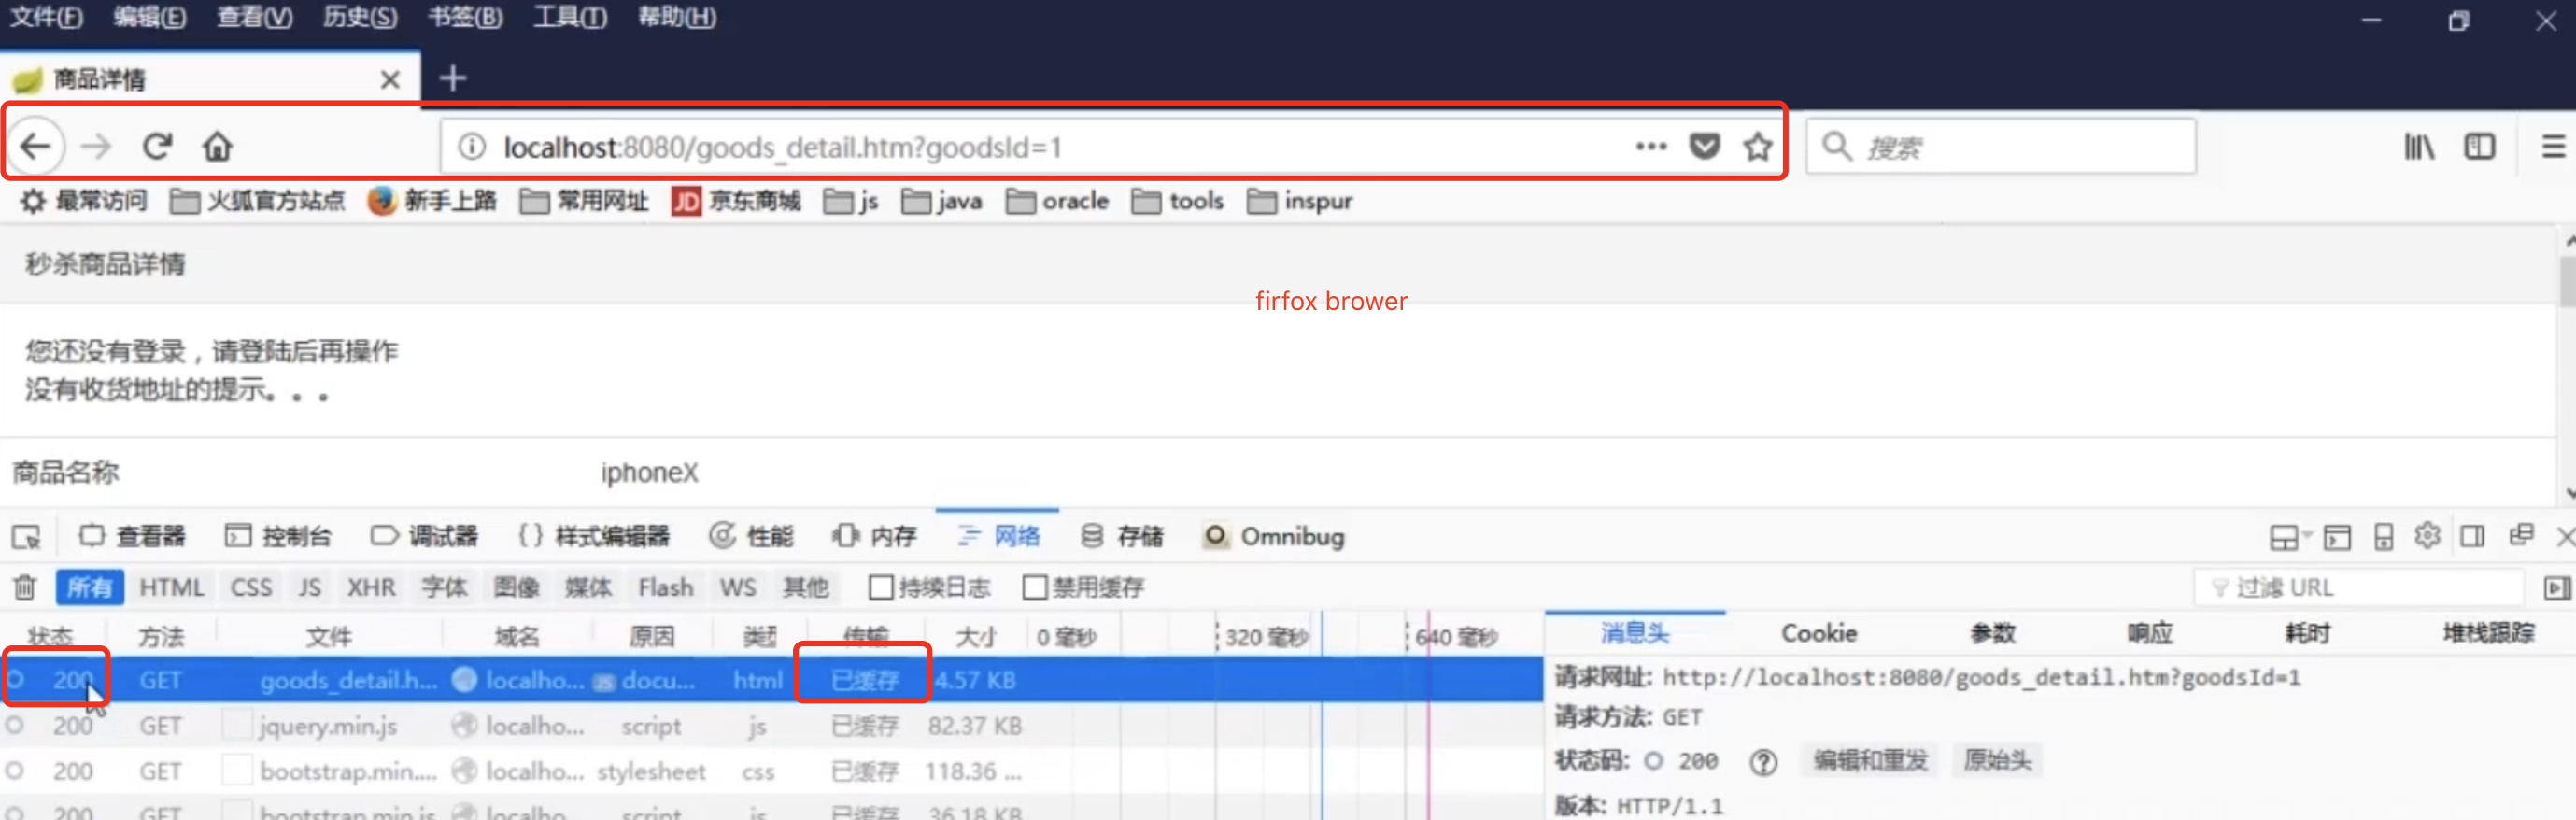 文件(F) 编辑(E) 查看(V) 历史(S) 书签(B) 工具(T) 帮助(H)
商品详情
localhost:8080/goods_detail.htm?goodsId=1
搜索
最常访问 火狐官方站点 新手上路 常用网址 JD 京东商城 js java oracle tools inspur
秒杀商品详情
firfox brower
您还没有登录，请登陆后再操作
没有收货地址的提示。。。
商品名称 iphoneX
查看器 控制台 调试器 {} 样式编辑器 性能 内存 网络 存储 Omnibug
所有 HTML CSS JS XHR 字体 图像 媒体 Flash WS 其他 持续日志 禁用缓存 过滤 URL
状态 方法 文件 域名 原因 类型 传输 大小 0 毫秒 320 毫秒 640 毫秒
200 GET goods_detail.h... localho... JS docu... html 已缓存 4.57 KB
200 GET jquery.min.js localho... script js 已缓存 82.37 KB
200 GET bootstrap.min.... localho... stylesheet css 已缓存 118.36 ...
200 GET bootstrap.min.js localho... script js 已缓存 36.18 KB
消息头 Cookie 参数 响应 耗时 堆栈跟踪
请求网址: http://localhost:8080/goods_detail.htm?goodsId=1
请求方法: GET
状态码: 200 ? 编辑和重发 原始头
版本: HTTP/1.1